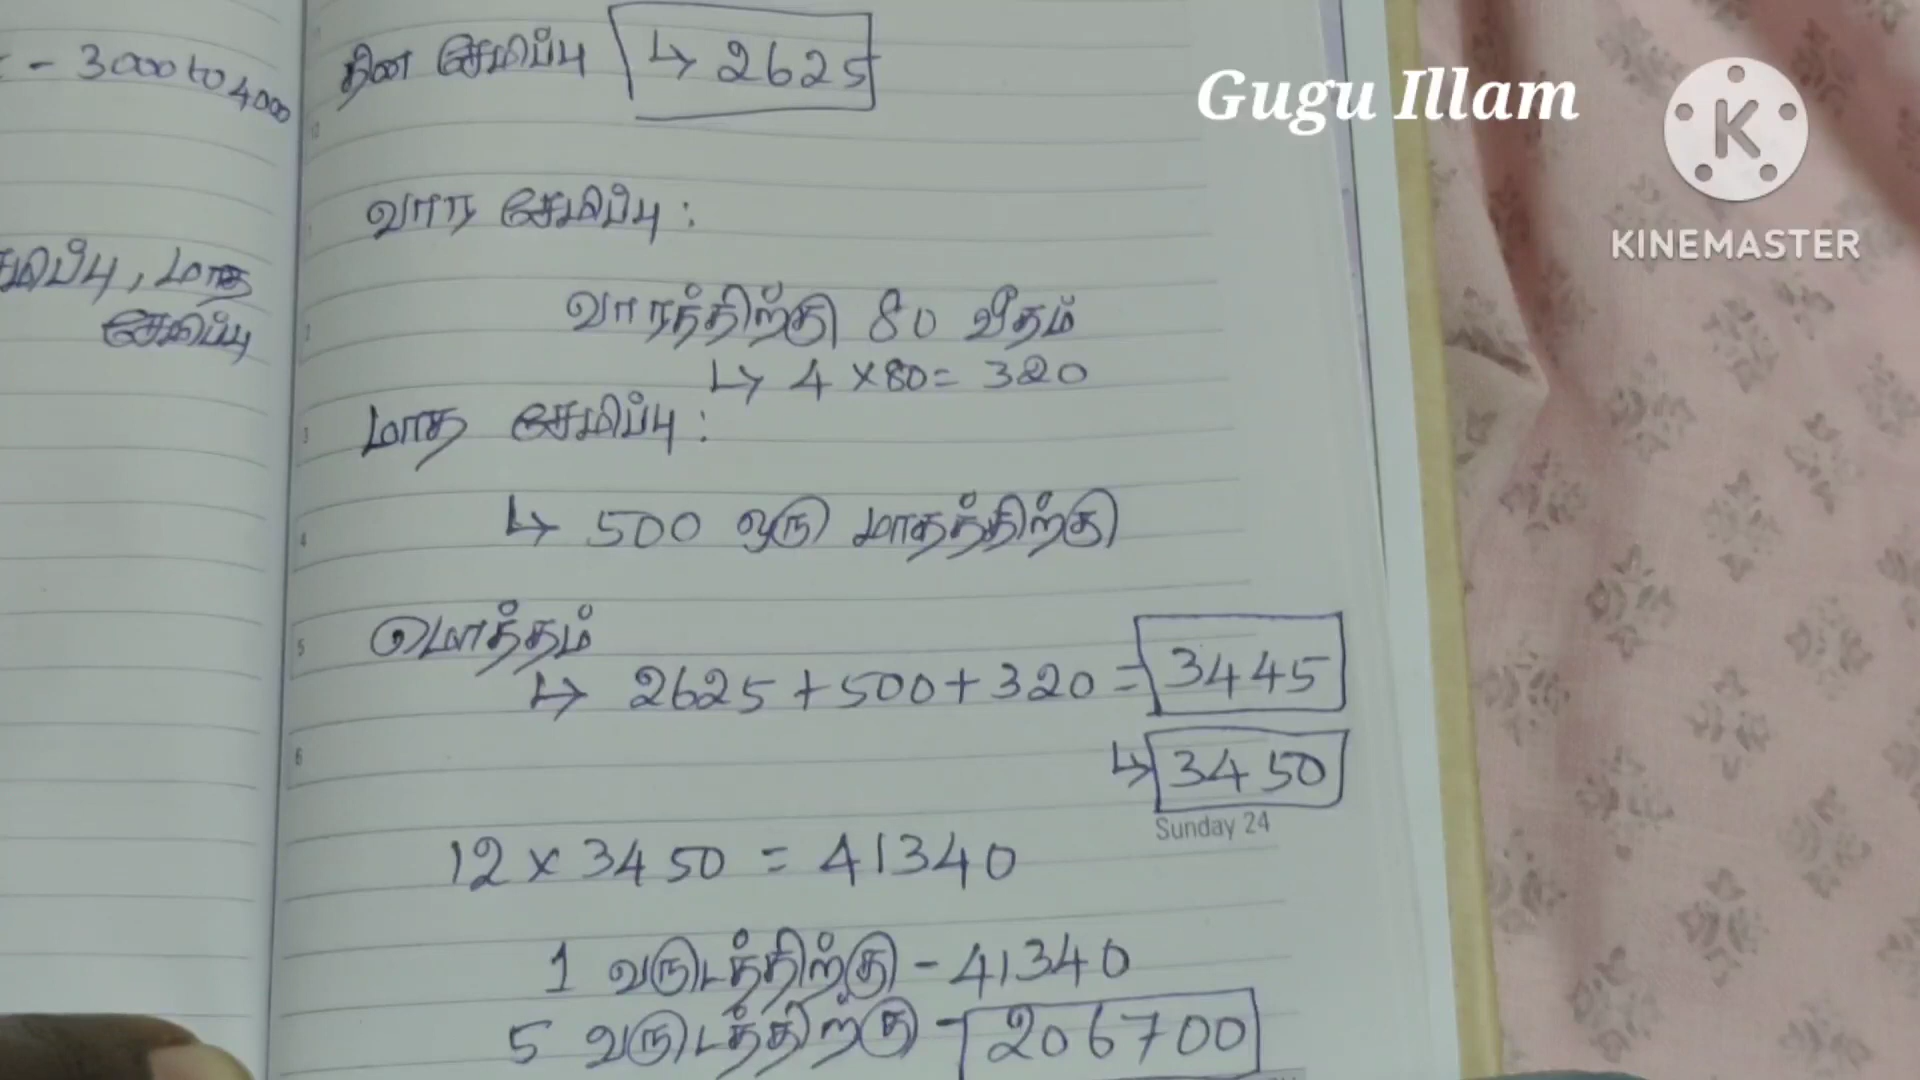 - 3000 to 4000
மாத
சேமிப்பு
தின சேமிப்பு ↳ 2625
வார சேமிப்பு :
வாரத்திற்கு 80 வீதம்
↳ 4 x 80 = 320
மாத சேமிப்பு :
↳ 500 ஒரு மாதத்திற்கு
மொத்தம்
↳ 2625 + 500 + 320 = 3445
↳ 3450
Sunday 24
12 x 3450 = 41340
1 வருடத்திற்கு - 41340
5 வருடத்திற்கு - 206700
Gugu Illam
K
KINEMASTER